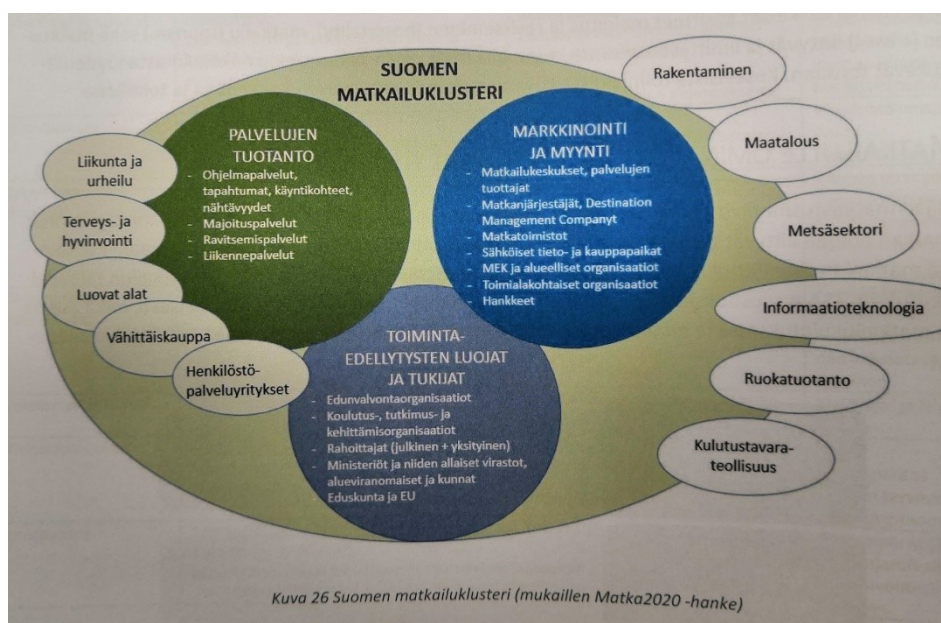 SUOMEN
MATKAILUKLUSTERI
PALVELUJEN
TUOTANTO
- Ohjelmapalvelut,
tapahtumat, käyntikohteet,
nähtävyydet
- Majoituspalvelut
- Ravitsemispalvelut
- Liikennepalvelut
MARKKINOINTI
JA MYYNTI
- Matkailukeskukset, palvelujen
tuottajat
- Matkanjärjestäjät, Destination
Management Companyt
- Matkatoimistot
- Sähköiset tieto- ja kauppapaikat
- MEK ja alueelliset organisaatiot
- Toimialakohtaiset organisaatiot
- Hankkeet
TOIMINTA-
EDELLYTYSTEN LUOJAT
JA TUKIJAT
- Edunvalvontaorganisaatiot
- Koulutus-, tutkimus- ja
kehittämisorganisaatiot
- Rahoittajat (julkinen + yksityinen)
- Ministeriöt ja niiden allaiset virastot,
alueviranomaiset ja kunnat
Eduskunta ja EU
Liikunta ja
urheilu
Terveys- ja
hyvinvointi
Luovat alat
Vähittäiskauppa
Henkilöstö-
palveluyritykset
Rakentaminen
Maatalous
Metsäsektori
Informaatioteknologia
Ruokatuotanto
Kulutustavara-
teollisuus
Kuva 26 Suomen matkailuklusteri (mukaillen Matka2020 -hanke)